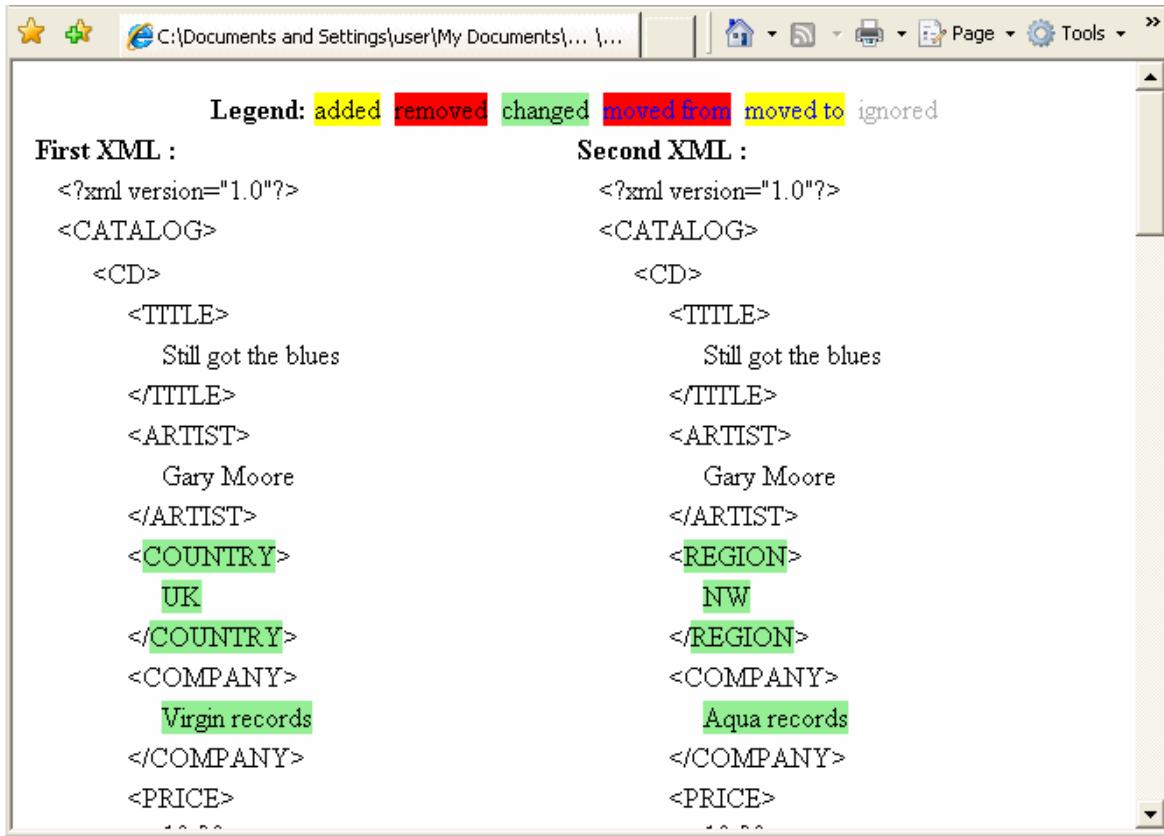 C:\Documents and Settings\user\My Documents\... \...
Page
Tools
»
Legend: added removed changed moved from moved to ignored
First XML :
<?xml version="1.0"?>
<CATALOG>
<CD>
<TITLE>
Still got the blues
</TITLE>
<ARTIST>
Gary Moore
</ARTIST>
<COUNTRY>
UK
</COUNTRY>
<COMPANY>
Virgin records
</COMPANY>
<PRICE>
Second XML :
<?xml version="1.0"?>
<CATALOG>
<CD>
<TITLE>
Still got the blues
</TITLE>
<ARTIST>
Gary Moore
</ARTIST>
<REGION>
NW
</REGION>
<COMPANY>
Aqua records
</COMPANY>
<PRICE>